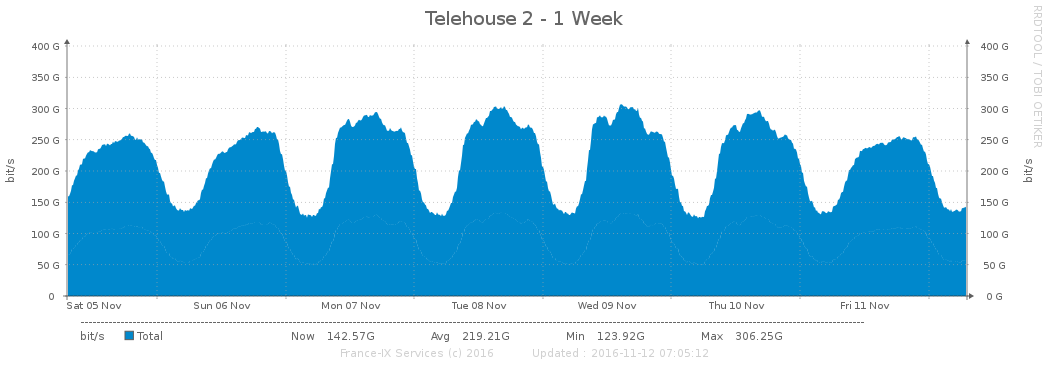 Telehouse 2 - 1 Week
RRDTOOL / TOBI OETIKER
400 G 400 G
350 G 350 G
300 G 300 G
250 G 250 G
200 G 200 G
150 G 150 G
100 G 100 G
50 G 50 G
0 0 G
bit/s bit/s
Sat 05 Nov Sun 06 Nov Mon 07 Nov Tue 08 Nov Wed 09 Nov Thu 10 Nov Fri 11 Nov
bit/s Total Now 142.57G Avg 219.21G Min 123.92G Max 306.25G
France-IX Services (c) 2016 Updated : 2016-11-12 07:05:12